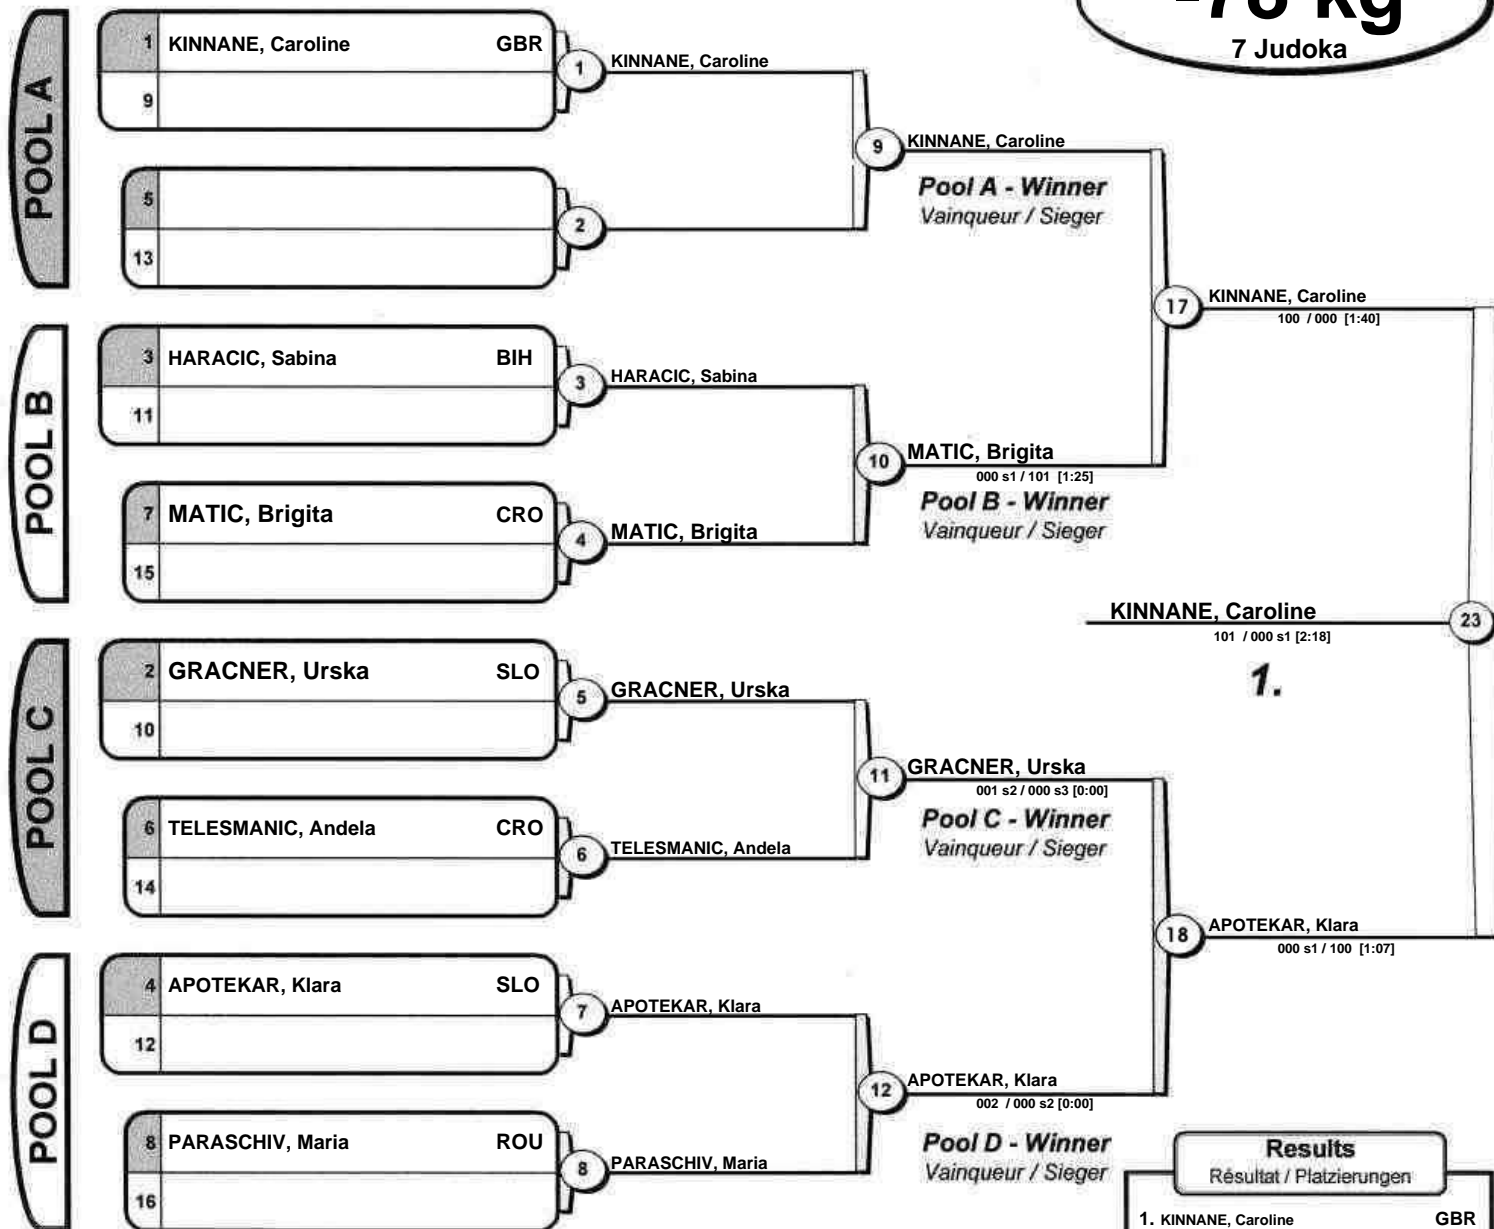 -78 kg
7 Judoka
POOL A
1 KINNANE, Caroline GBR
9
5
13
1 KINNANE, Caroline
2
9 KINNANE, Caroline
Pool A - Winner
Vainqueur / Sieger
POOL B
3 HARACIC, Sabina BIH
11
7 MATIC, Brigita CRO
15
3 HARACIC, Sabina
4 MATIC, Brigita
10 MATIC, Brigita
000 s1 / 101 [1:25]
Pool B - Winner
Vainqueur / Sieger
17 KINNANE, Caroline
100 / 000 [1:40]
POOL C
2 GRACNER, Urska SLO
10
6 TELESMANIC, Andela CRO
14
5 GRACNER, Urska
6 TELESMANIC, Andela
11 GRACNER, Urska
001 s2 / 000 s3 [0:00]
Pool C - Winner
Vainqueur / Sieger
POOL D
4 APOTEKAR, Klara SLO
12
8 PARASCHIV, Maria ROU
16
7 APOTEKAR, Klara
8 PARASCHIV, Maria
12 APOTEKAR, Klara
002 / 000 s2 [0:00]
Pool D - Winner
Vainqueur / Sieger
18 APOTEKAR, Klara
000 s1 / 100 [1:07]
KINNANE, Caroline 23
101 / 000 s1 [2:18]
1.
Results
Résultat / Platzierungen
1. KINNANE, Caroline GBR